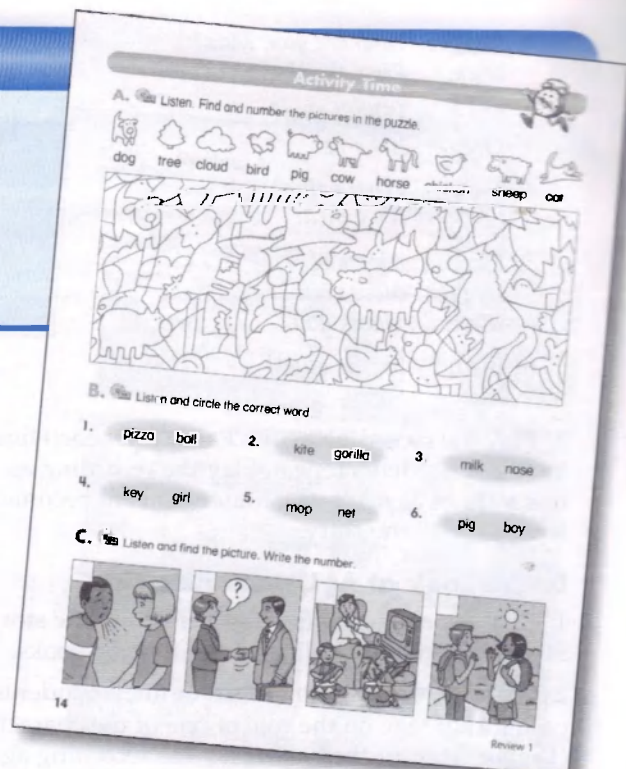 Activity Time
A. Listen. Find and number the pictures in the puzzle.
dog tree cloud bird pig cow horse sheep cat
B. Listen and circle the correct word
1. pizza ball 2. kite gorilla 3 milk nose
4. key girl 5. mop net 6. pig boy
C. Listen and find the picture. Write the number.
?
14
Review 1